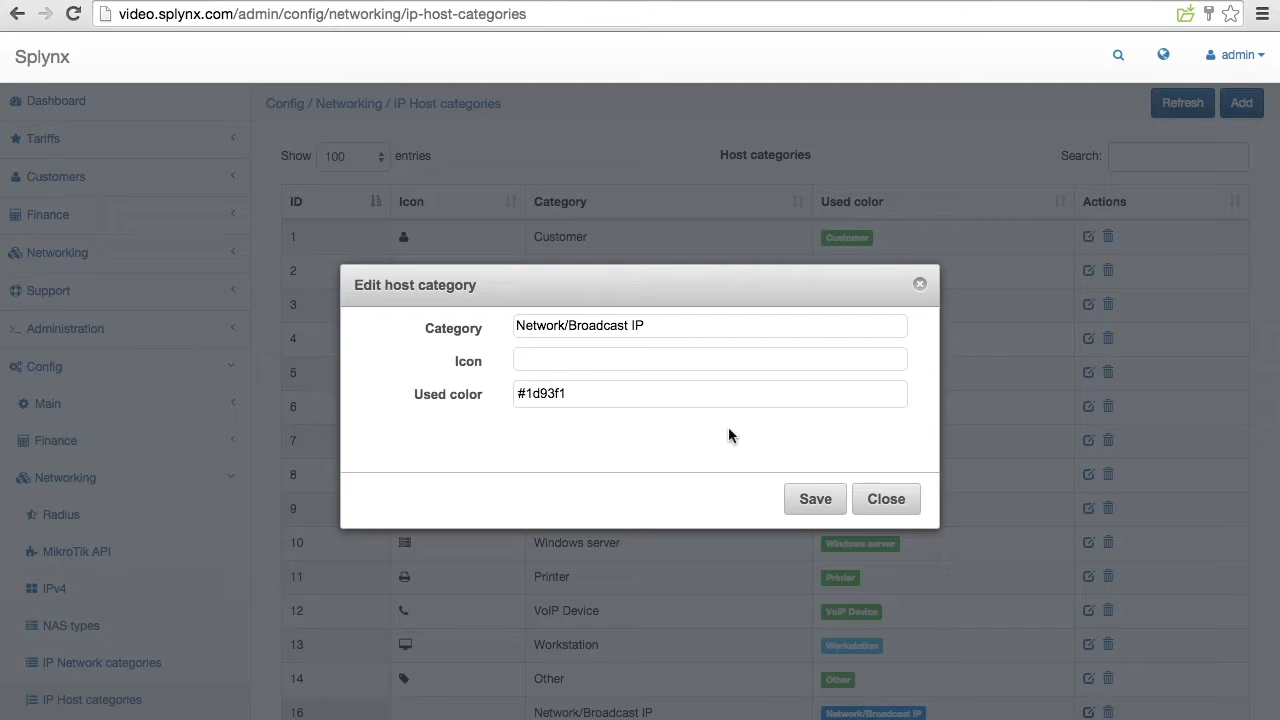 video.splynx.com/admin/config/networking/ip-host-categories
Splynx
admin
Dashboard
Config / Networking / IP Host categories
Refresh
Add
Tariffs
Show 100 entries
Host categories
Search:
Customers
ID Icon Category Used color Actions
Finance
1 Customer Customer
Networking
2
Edit host category
Support
3
Category Network/Broadcast IP
Administration
4
Icon
Config
5
Used color #1d93f1
Main
6
Finance
7
Networking
8
Save
Close
Radius
9
10 Windows server Windows server
MikroTik API
11 Printer Printer
IPv4
12 VoIP Device VoIP Device
NAS types
13 Workstation Workstation
IP Network categories
14 Other Other
IP Host categories
16 Network/Broadcast IP Network/Broadcast IP